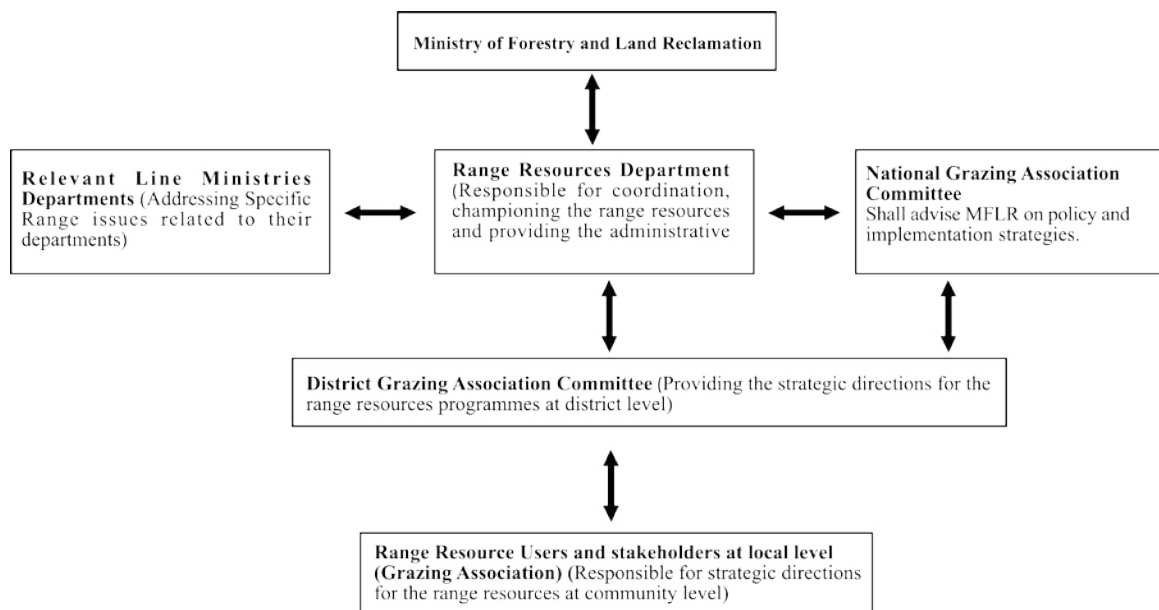 Ministry of Forestry and Land Reclamation
Relevant Line Ministries
Departments (Addressing Specific
Range issues related to their
departments)
Range Resources Department
(Responsible for coordination,
championing the range resources
and providing the administrative
National Grazing Association
Committee
Shall advise MFLR on policy and
implementation strategies.
District Grazing Association Committee (Providing the strategic directions for the
range resources programmes at district level)
Range Resource Users and stakeholders at local level
(Grazing Association) (Responsible for strategic directions
for the range resources at community level)